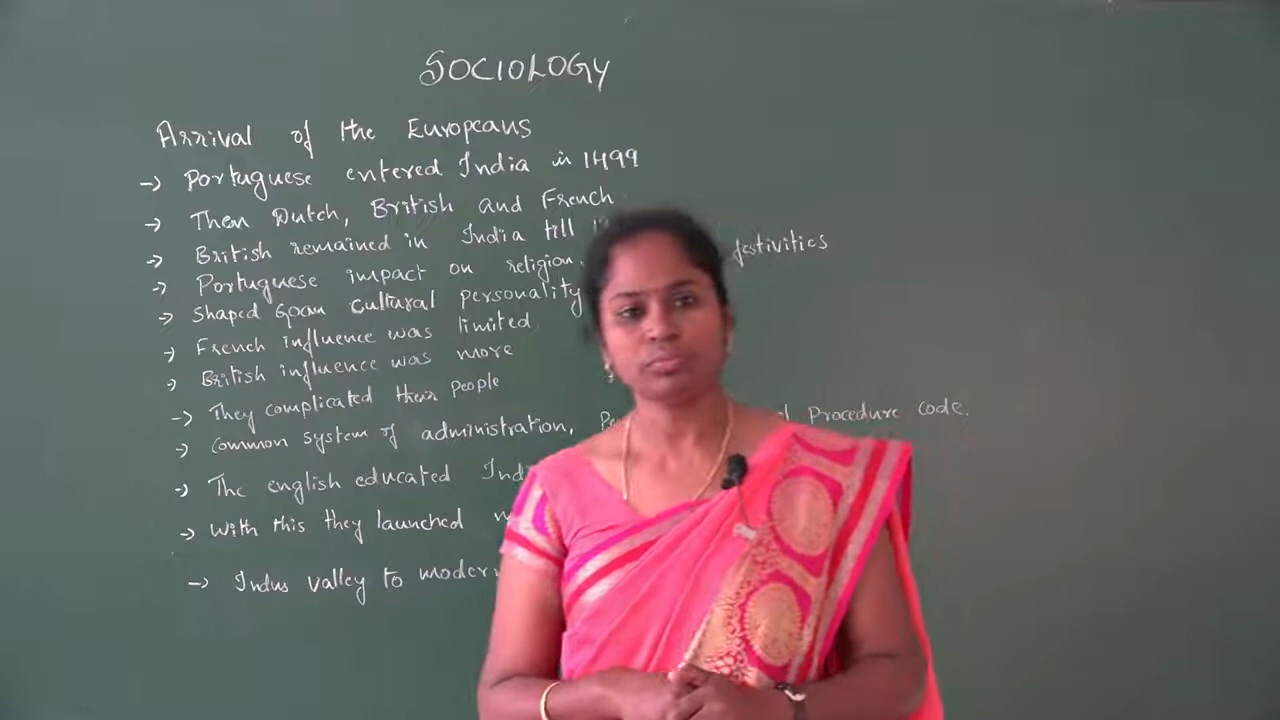 SOCIOLOGY
Arrival of the Europeans
-> Portuguese entered India in 1499
-> Then Dutch, British and French
-> British remained in India till
-> Portuguese impact on religion, festivities
-> Shaped Goan cultural personality
-> French influence was limited
-> British influence was more
-> They complicated their people
-> Common system of administration, Procedure code.
-> The english educated
-> With this they launched
-> Indus valley to modern